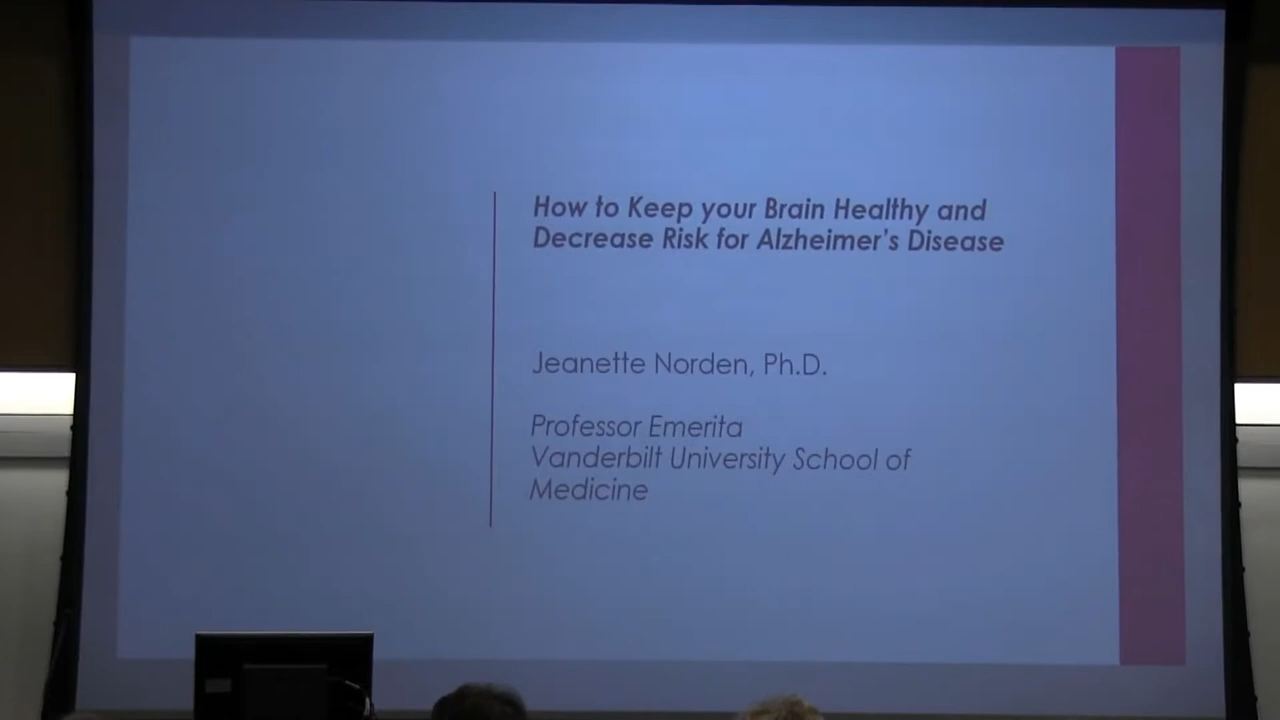 How to Keep your Brain Healthy and
Decrease Risk for Alzheimer's Disease
Jeanette Norden, Ph.D.
Professor Emerita
Vanderbilt University School of
Medicine